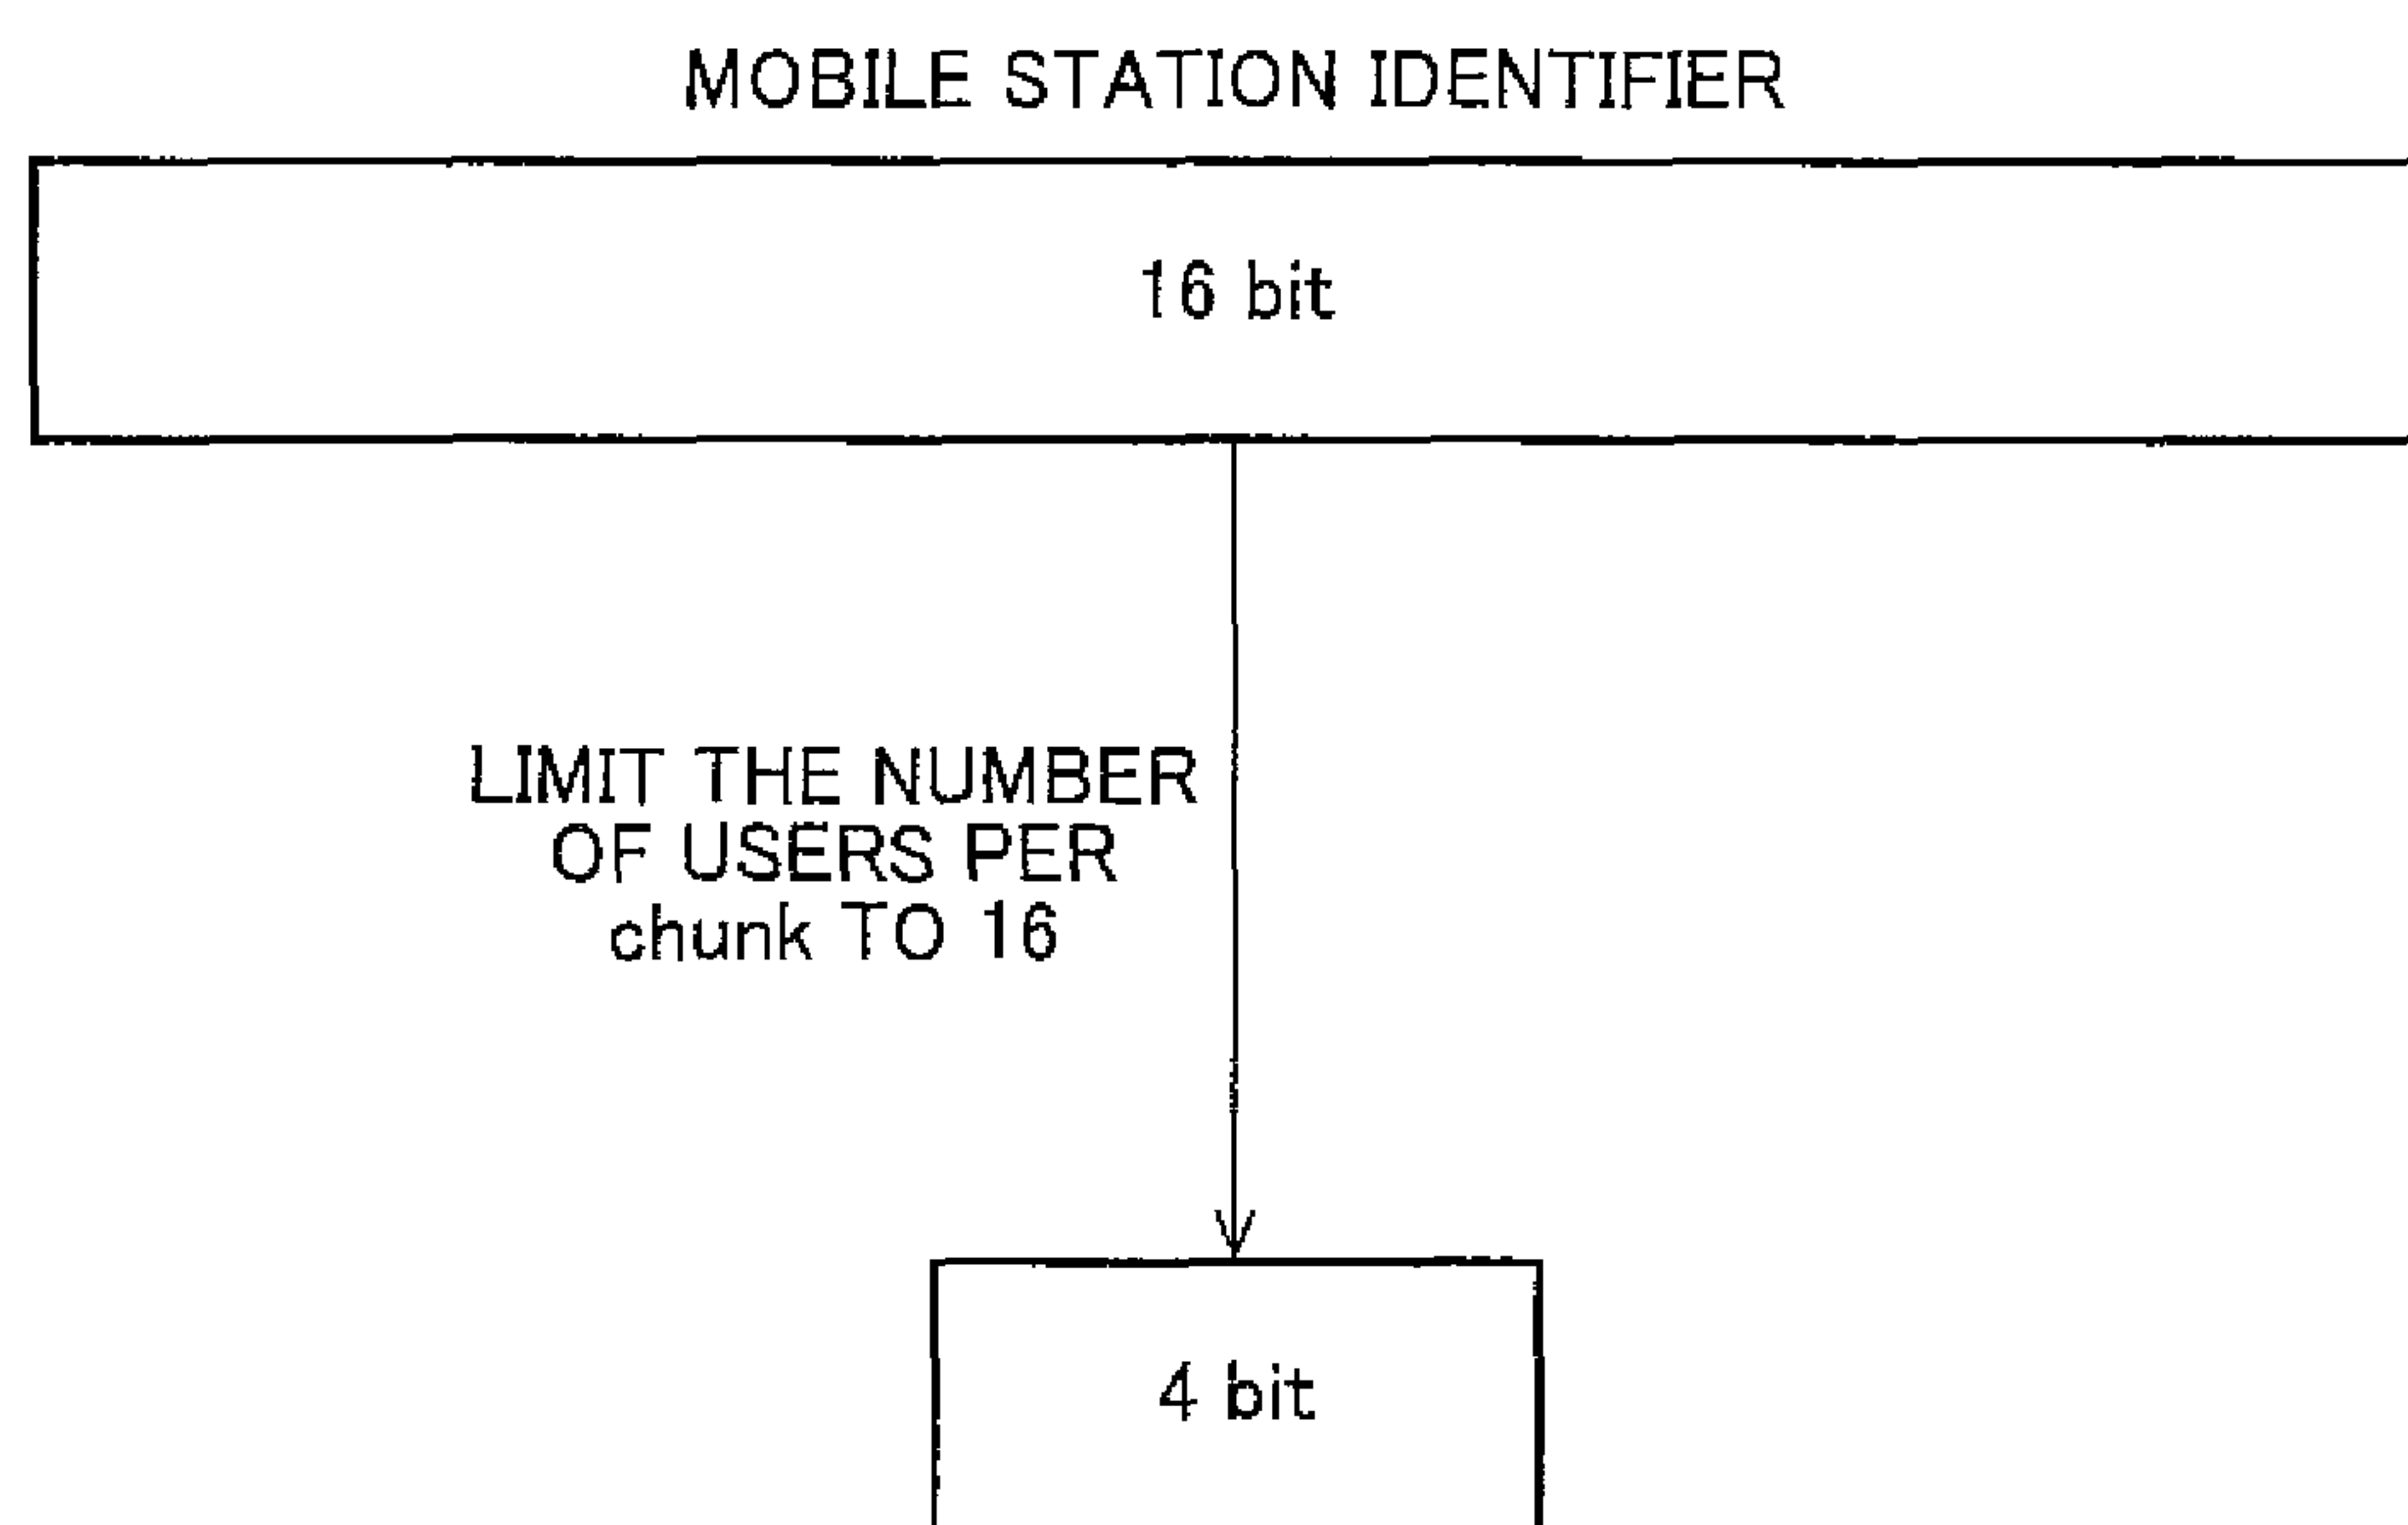 MOBILE STATION IDENTIFIER
16 bit
LIMIT THE NUMBER
OF USERS PER
chunk TO 16
4 bit